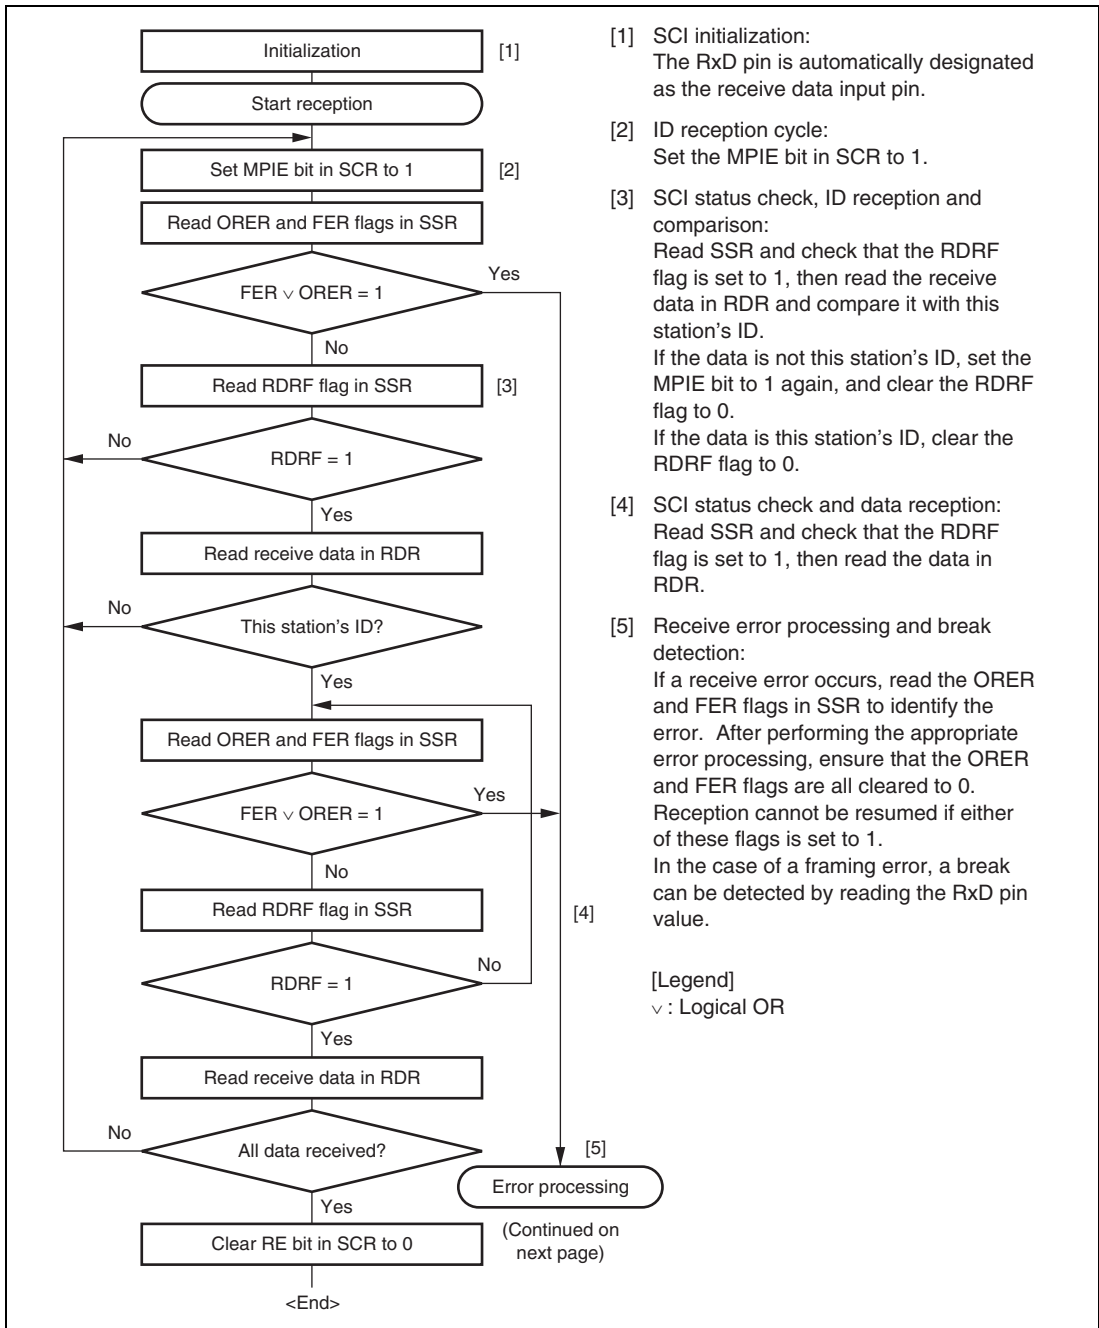 Initialization
[1]
Start reception
Set MPIE bit in SCR to 1
[2]
Read ORER and FER flags in SSR
FER ∨ ORER = 1
Yes
No
Read RDRF flag in SSR
[3]
No
RDRF = 1
Yes
Read receive data in RDR
No
This station's ID?
Yes
Read ORER and FER flags in SSR
FER ∨ ORER = 1
Yes
No
Read RDRF flag in SSR
[4]
RDRF = 1
No
Yes
Read receive data in RDR
No
All data received?
[5]
Error processing
Yes
(Continued on
next page)
Clear RE bit in SCR to 0
<End>
[1] SCI initialization:
The RxD pin is automatically designated
as the receive data input pin.
[2] ID reception cycle:
Set the MPIE bit in SCR to 1.
[3] SCI status check, ID reception and
comparison:
Read SSR and check that the RDRF
flag is set to 1, then read the receive
data in RDR and compare it with this
station's ID.
If the data is not this station's ID, set the
MPIE bit to 1 again, and clear the RDRF
flag to 0.
If the data is this station's ID, clear the
RDRF flag to 0.
[4] SCI status check and data reception:
Read SSR and check that the RDRF
flag is set to 1, then read the data in
RDR.
[5] Receive error processing and break
detection:
If a receive error occurs, read the ORER
and FER flags in SSR to identify the
error. After performing the appropriate
error processing, ensure that the ORER
and FER flags are all cleared to 0.
Reception cannot be resumed if either
of these flags is set to 1.
In the case of a framing error, a break
can be detected by reading the RxD pin
value.
[Legend]
∨ : Logical OR